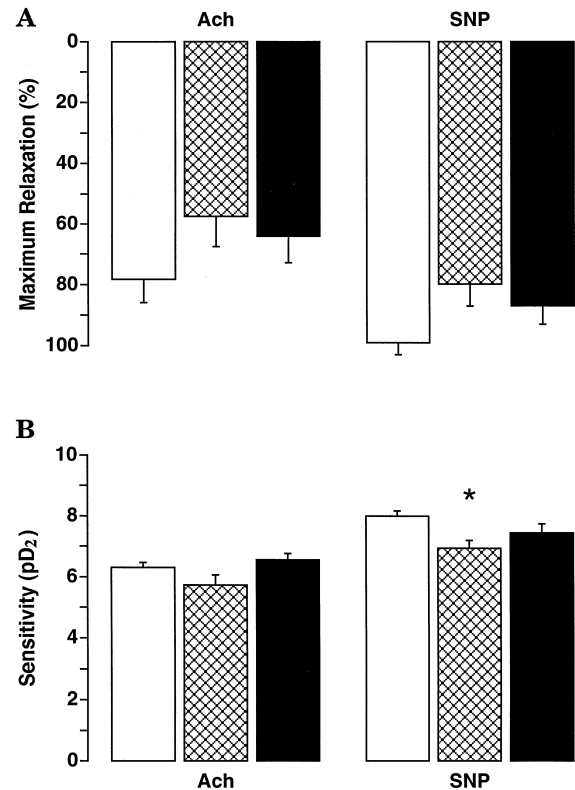 A
Ach SNP
Maximum Relaxation (%)
0
20
40
60
80
100
B
Sensitivity (pD₂)
10
8
6
4
2
0
*
Ach SNP